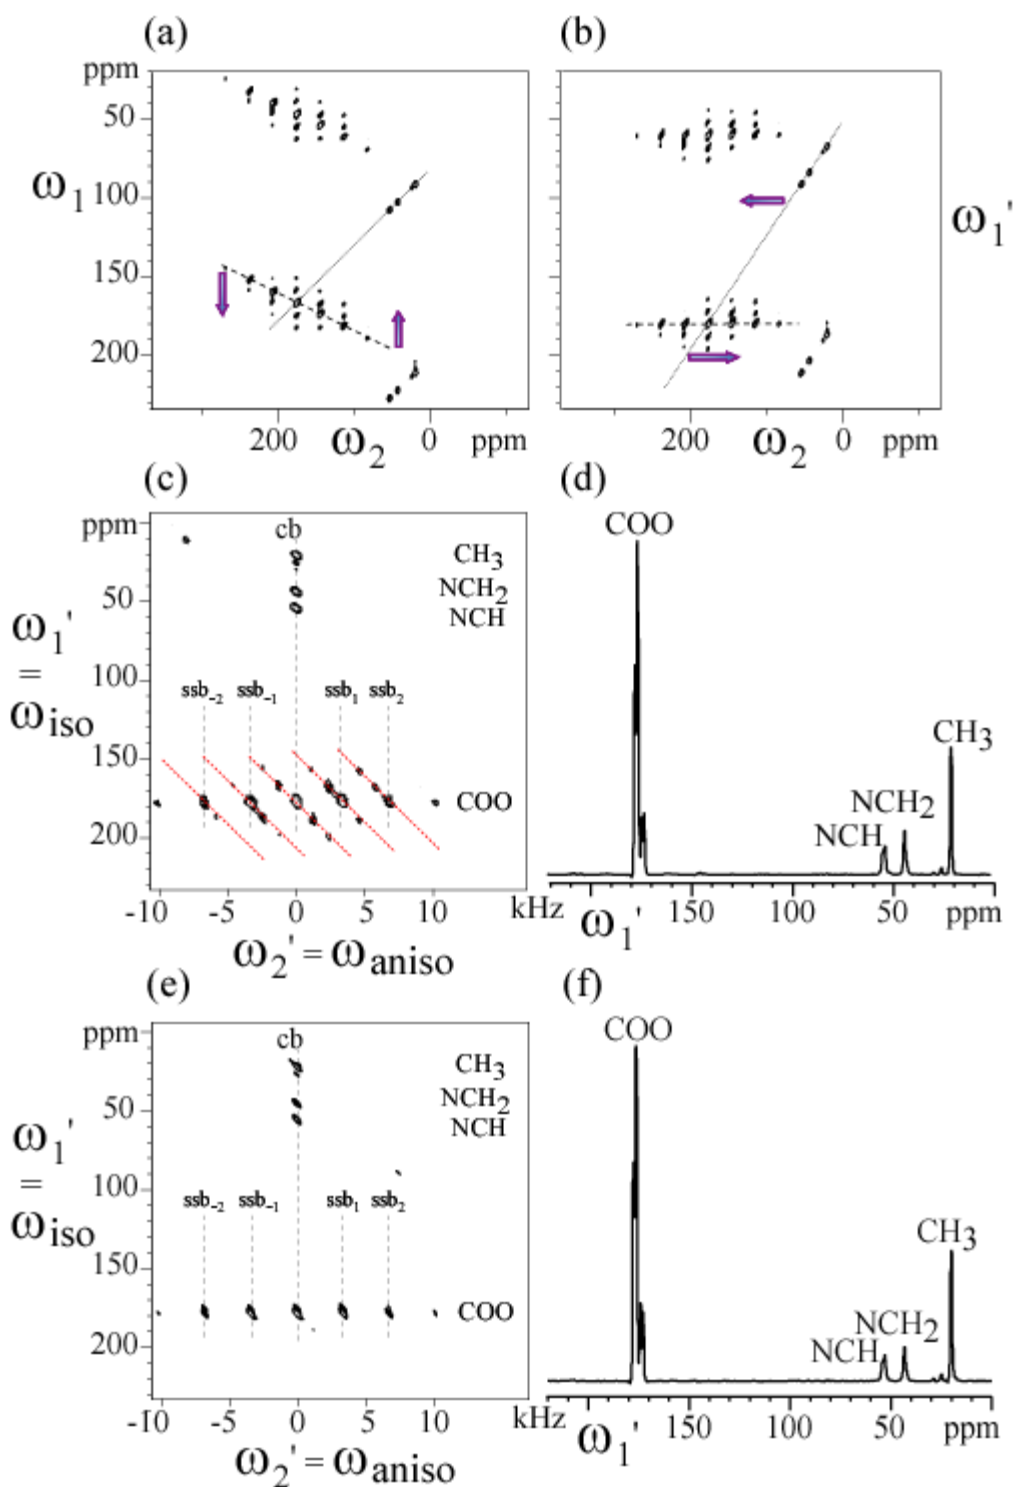 (a)
(b)
ppm
50
100
150
200
ω1
200
0
ppm
ω2
200
0
ppm
ω2
ω1'
(c)
(d)
ppm
50
100
150
200
ω1'
=
ωiso
cb
CH3
NCH2
NCH
ssb-2
ssb-1
ssb1
ssb2
COO
-10
-5
0
5
10
kHz
ω2' = ωaniso
COO
CH3
NCH2
NCH
150
100
50
ppm
ω1'
(e)
(f)
ppm
50
100
150
200
ω1'
=
ωiso
cb
CH3
NCH2
NCH
ssb-2
ssb-1
ssb1
ssb2
COO
-10
-5
0
5
10
kHz
ω2' = ωaniso
COO
CH3
NCH2
NCH
150
100
50
ppm
ω1'